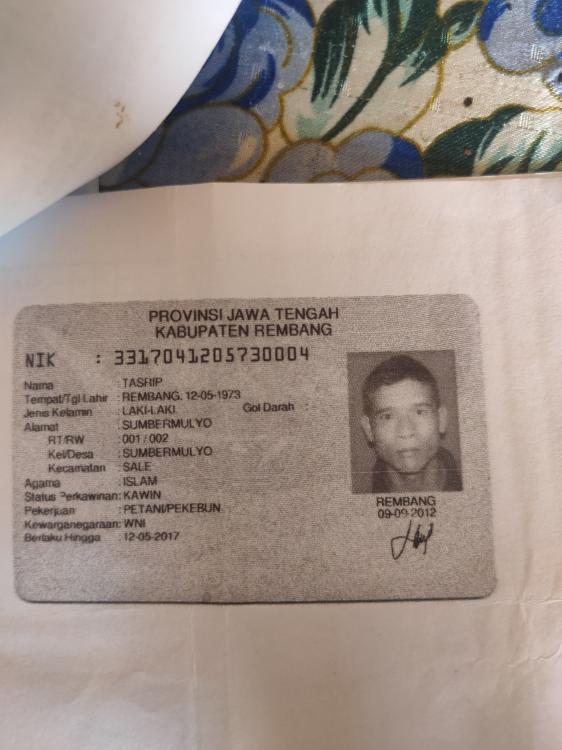 PROVINSI JAWA TENGAH
KABUPATEN REMBANG
NIK : 3317041205730004
Nama : TASRIP
Tempat/Tgl Lahir : REMBANG. 12-05-1973
Jenis Kelamin : LAKI-LAKI Gol Darah :
Alamat : SUMBERMULYO
RT/RW : 001 / 002
Kel/Desa : SUMBERMULYO
Kecamatan : SALE
Agama : ISLAM
Status Perkawinan: KAWIN
Pekerjaan : PETANI/PEKEBUN
Kewarganegaraan: WNI
Berlaku Hingga : 12-05-2017
REMBANG
09-09-2012